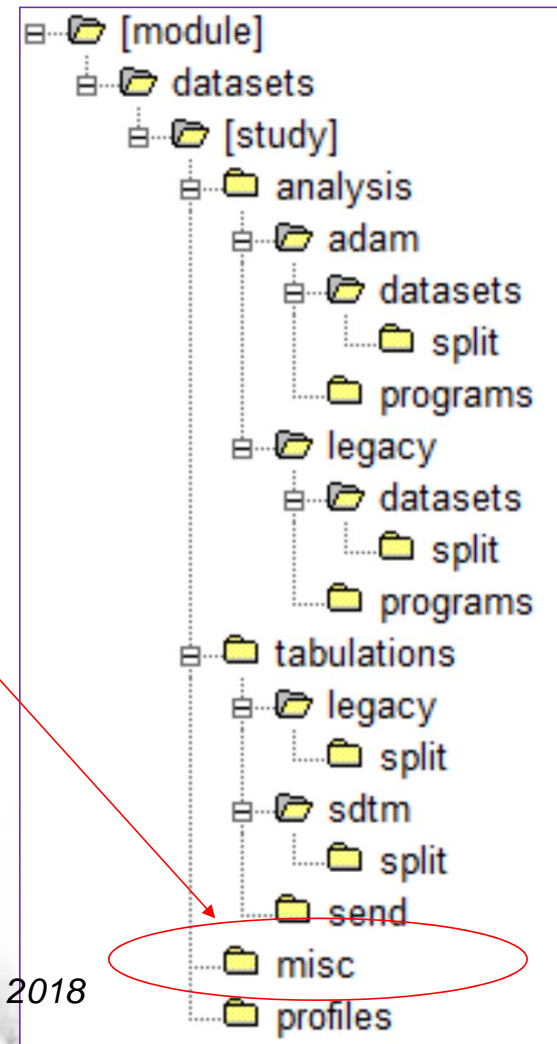 [module]
datasets
[study]
analysis
adam
datasets
split
programs
legacy
datasets
split
programs
tabulations
legacy
split
sdtm
split
send
misc
2018
profiles